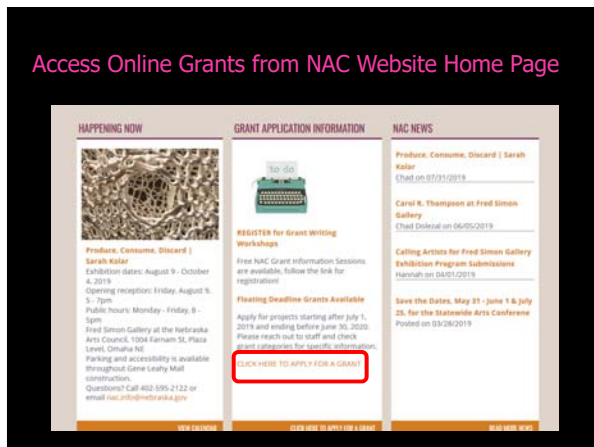 Access Online Grants from NAC Website Home Page
HAPPENING NOW
Produce, Consume, Discard |
Sarah Kolar
Exhibition dates: August 9 - October
4, 2019
Opening reception: Friday, August 9,
5 - 7pm
Public hours: Monday - Friday, 8 -
5pm
Fred Simon Gallery at the Nebraska
Arts Council, 1004 Farnam St, Plaza
Level, Omaha NE
Parking and accessibility is available
throughout Gene Leahy Mall
construction.
Questions? Call 402-595-2122 or
email nac.info@nebraska.gov
VIEW CALENDAR
GRANT APPLICATION INFORMATION
to do
REGISTER for Grant Writing
Workshops
Free NAC Grant Information Sessions
are available, follow the link for
registration!
Floating Deadline Grants Available
Apply for projects starting after July 1,
2019 and ending before June 30, 2020.
Please reach out to staff and check
grant categories for specific information.
CLICK HERE TO APPLY FOR A GRANT
CLICK HERE TO APPLY FOR A GRANT
NAC NEWS
Produce, Consume, Discard | Sarah
Kolar
Chad on 07/31/2019
Carol R. Thompson at Fred Simon
Gallery
Chad Dolezal on 06/05/2019
Calling Artists for Fred Simon Gallery
Exhibition Program Submissions
Hannah on 04/01/2019
Save the Dates, May 31 - June 1 & July
25, for the Statewide Arts Conferene
Posted on 03/28/2019
READ MORE NEWS